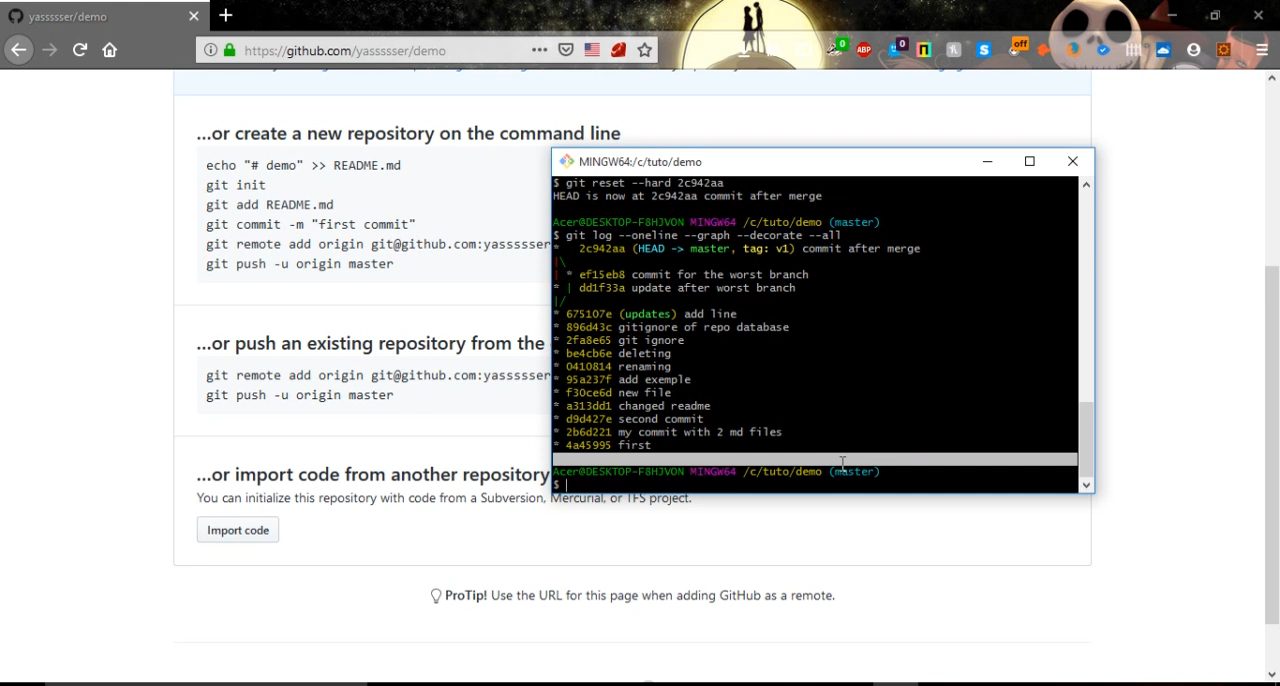 yassssser/demo
https://github.com/yassssser/demo
0
ABP
0
off
...or create a new repository on the command line
echo "# demo" >> README.md
git init
git add README.md
git commit -m "first commit"
git remote add origin git@github.com:yassssser
git push -u origin master
...or push an existing repository from the
git remote add origin git@github.com:yassssser
git push -u origin master
...or import code from another repository
You can initialize this repository with code from a Subversion, Mercurial, or TFS project.
Import code
ProTip! Use the URL for this page when adding GitHub as a remote.
MINGW64:/c/tuto/demo
$ git reset --hard 2c942aa
HEAD is now at 2c942aa commit after merge
Acer@DESKTOP-F8HJVON MINGW64 /c/tuto/demo (master)
$ git log --oneline --graph --decorate --all
*   2c942aa (HEAD -> master, tag: v1) commit after merge
|\
| * ef15eb8 commit for the worst branch
* | dd1f33a update after worst branch
|/
* 675107e (updates) add line
* 896d43c gitignore of repo database
* 2fa8e65 git ignore
* be4cb6e deleting
* 0410814 renaming
* 95a237f add exemple
* f30ce6d new file
* a313dd1 changed readme
* d9d427e second commit
* 2b6d221 my commit with 2 md files
* 4a45995 first
Acer@DESKTOP-F8HJVON MINGW64 /c/tuto/demo (master)
$